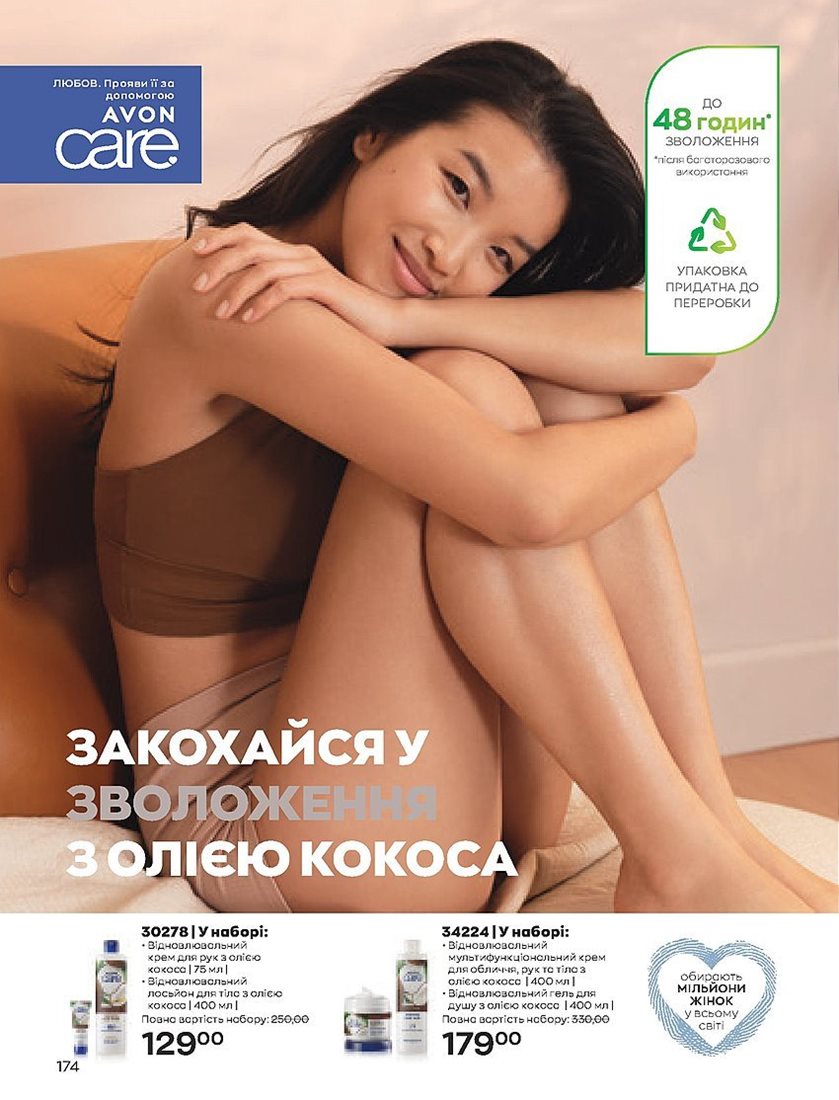 ЛЮБОВ. Прояви її за
допомогою
AVON
care
ДО
48 годин*
ЗВОЛОЖЕННЯ
*після багаторазового
використання
УПАКОВКА
ПРИДАТНА ДО
ПЕРЕРОБКИ
ЗАКОХАЙСЯ У
ЗВОЛОЖЕННЯ
З ОЛІЄЮ КОКОСА
30278 | У наборі:
• Відновлювальний
крем для рук з олією
кокоса | 75 мл |
• Відновлювальний
лосьйон для тіла з олією
кокоса | 400 мл |
Повна вартість набору: 250,00
129⁰⁰
34224 | У наборі:
• Відновлювальний
мультифункціональний крем
для обличчя, рук та тіла з
олією кокоса | 400 мл |
• Відновлювальний гель для
душу з олією кокоса | 400 мл |
Повна вартість набору: 330,00
179⁰⁰
обирають
МІЛЬЙОНИ
ЖІНОК
у всьому
світі
174